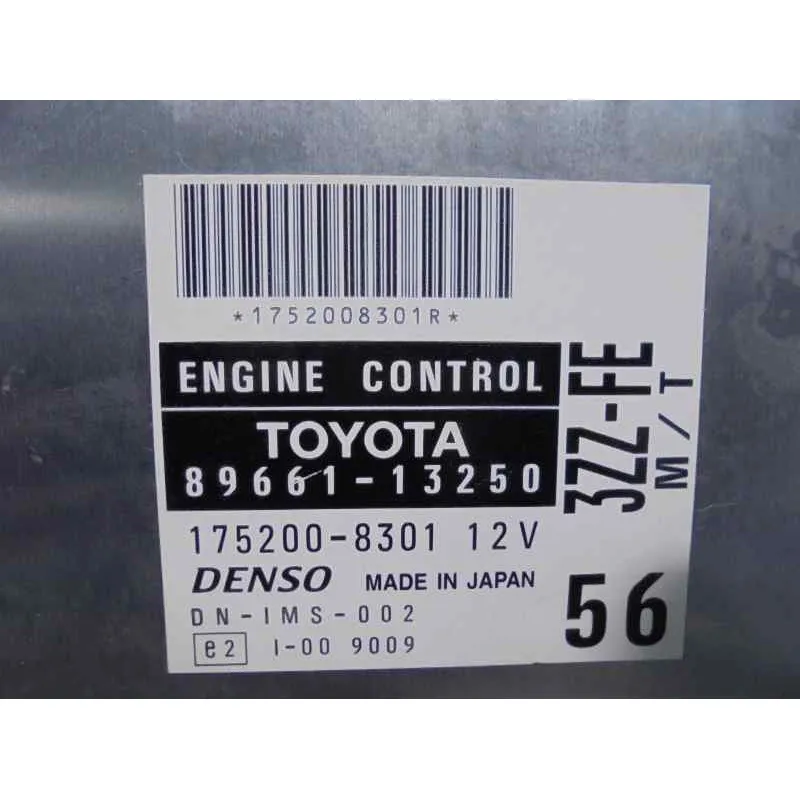 *1752008301R*
ENGINE CONTROL
TOYOTA
89661-13250
175200-8301 12V
DENSO MADE IN JAPAN
DN-IMS-002
e2 I-00 9009
3ZZ-FE
M/T
56